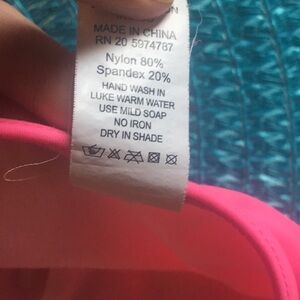 MADE IN CHINA
RN 20 5974787
Nylon 80%
Spandex 20%
HAND WASH IN
LUKE WARM WATER
USE MILD SOAP
NO IRON
DRY IN SHADE